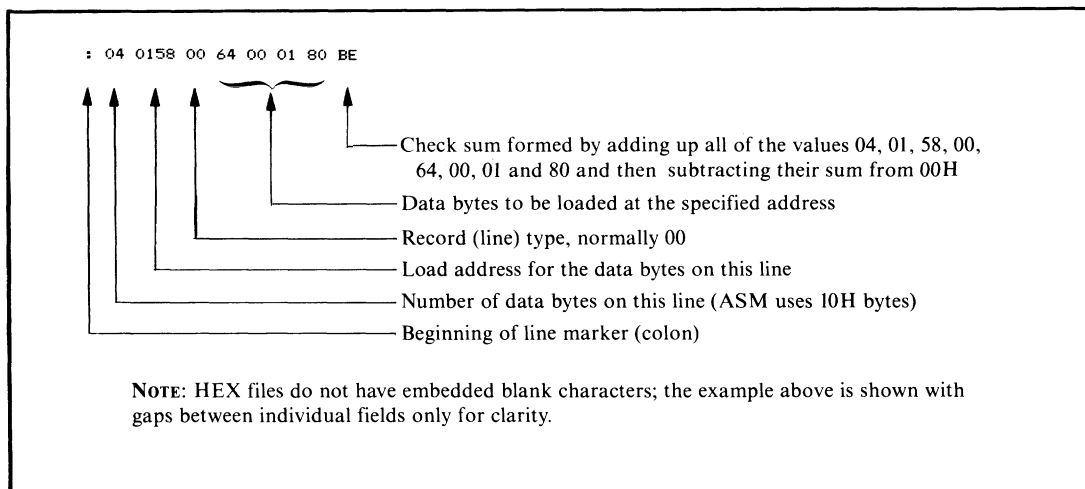 : 04 0158 00 64 00 01 80 BE
Check sum formed by adding up all of the values 04, 01, 58, 00,
64, 00, 01 and 80 and then subtracting their sum from 00H
Data bytes to be loaded at the specified address
Record (line) type, normally 00
Load address for the data bytes on this line
Number of data bytes on this line (ASM uses 10H bytes)
Beginning of line marker (colon)
NOTE: HEX files do not have embedded blank characters; the example above is shown with
gaps between individual fields only for clarity.